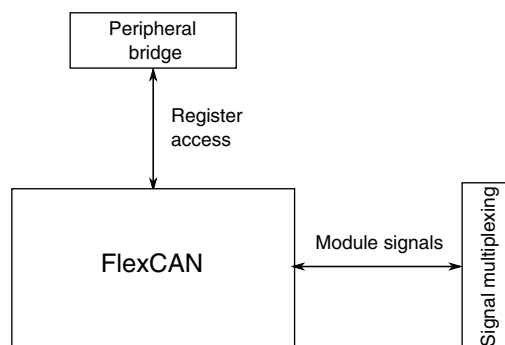 Peripheral
bridge
Register
access
FlexCAN
Module signals
Signal multiplexing